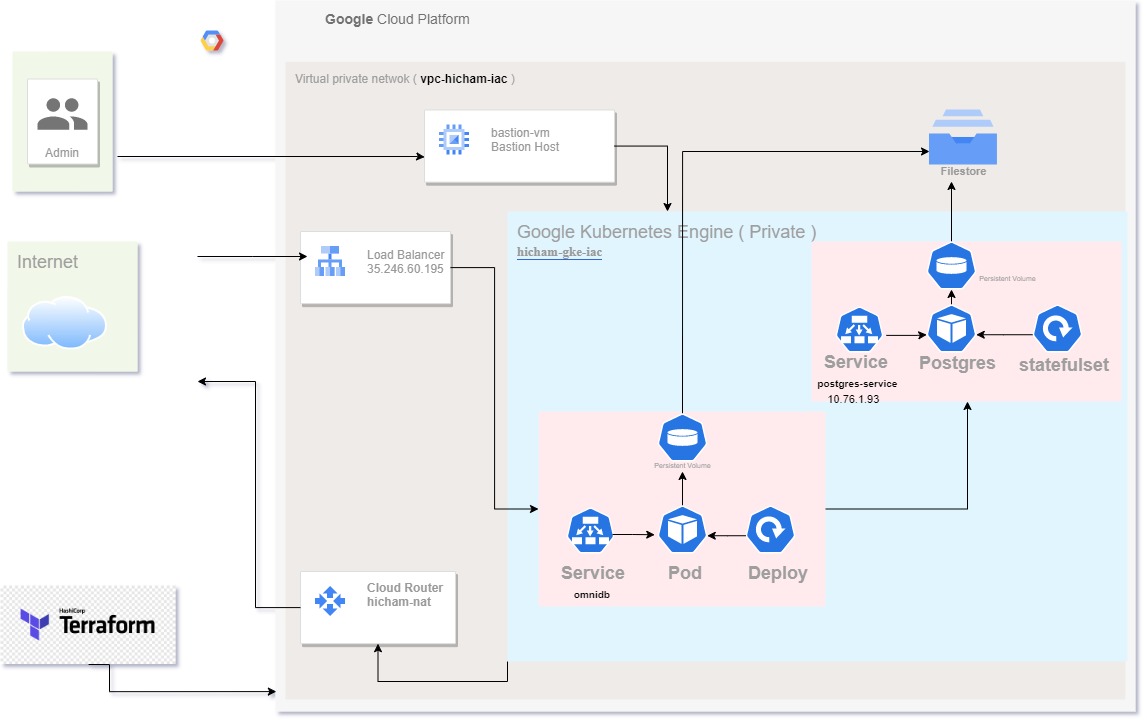 Google Cloud Platform
Virtual private netwok ( vpc-hicham-iac )
Admin
bastion-vm
Bastion Host
Filestore
Internet
Load Balancer
35.246.60.195
Google Kubernetes Engine ( Private )
hicham-gke-iac
Persistent Volume
Service
Postgres
statefulset
postgres-service
10.76.1.93
Persistent Volume
Service
Pod
Deploy
omnidb
Cloud Router
hicham-nat
HashiCorp
Terraform